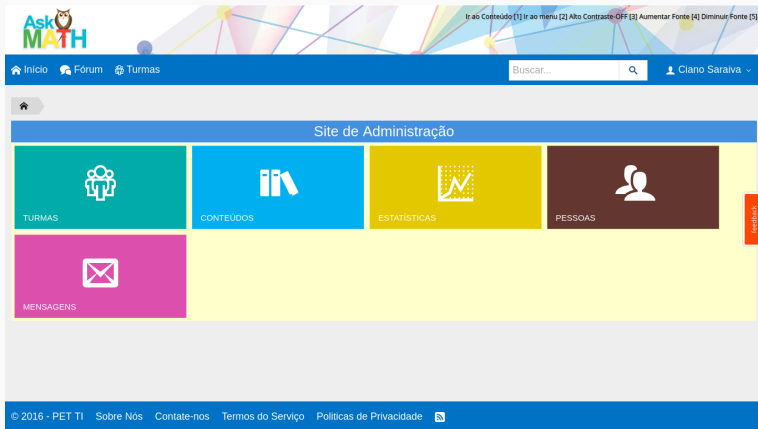 Ask
MATH
Ir ao Conteúdo [1] Ir ao menu [2] Alto Contraste-OFF [3] Aumentar Fonte [4] Diminuir Fonte [5]
Início Fórum Turmas Buscar... Ciano Saraiva
Site de Administração
TURMAS CONTEÚDOS ESTATÍSTICAS PESSOAS
feedback
MENSAGENS
© 2016 - PET TI Sobre Nós Contate-nos Termos do Serviço Politicas de Privacidade